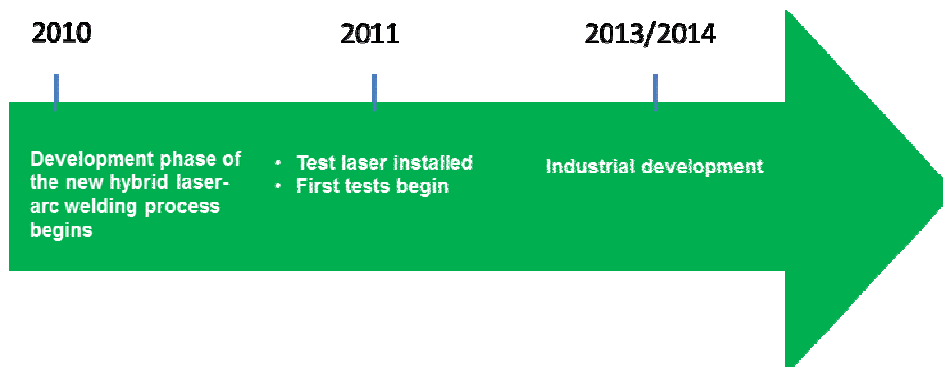 2010
2011
2013/2014
Development phase of
the new hybrid laser-
arc welding process
begins
• Test laser installed
• First tests begin
Industrial development